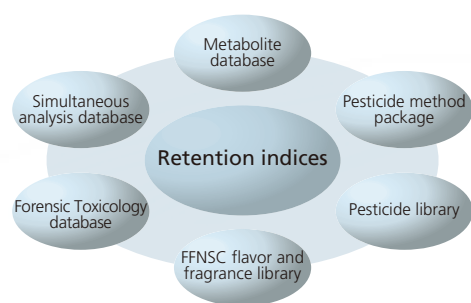 Metabolite
database
Simultaneous
analysis database
Pesticide method
package
Retention indices
Forensic Toxicology
database
Pesticide library
FFNSC flavor and
fragrance library